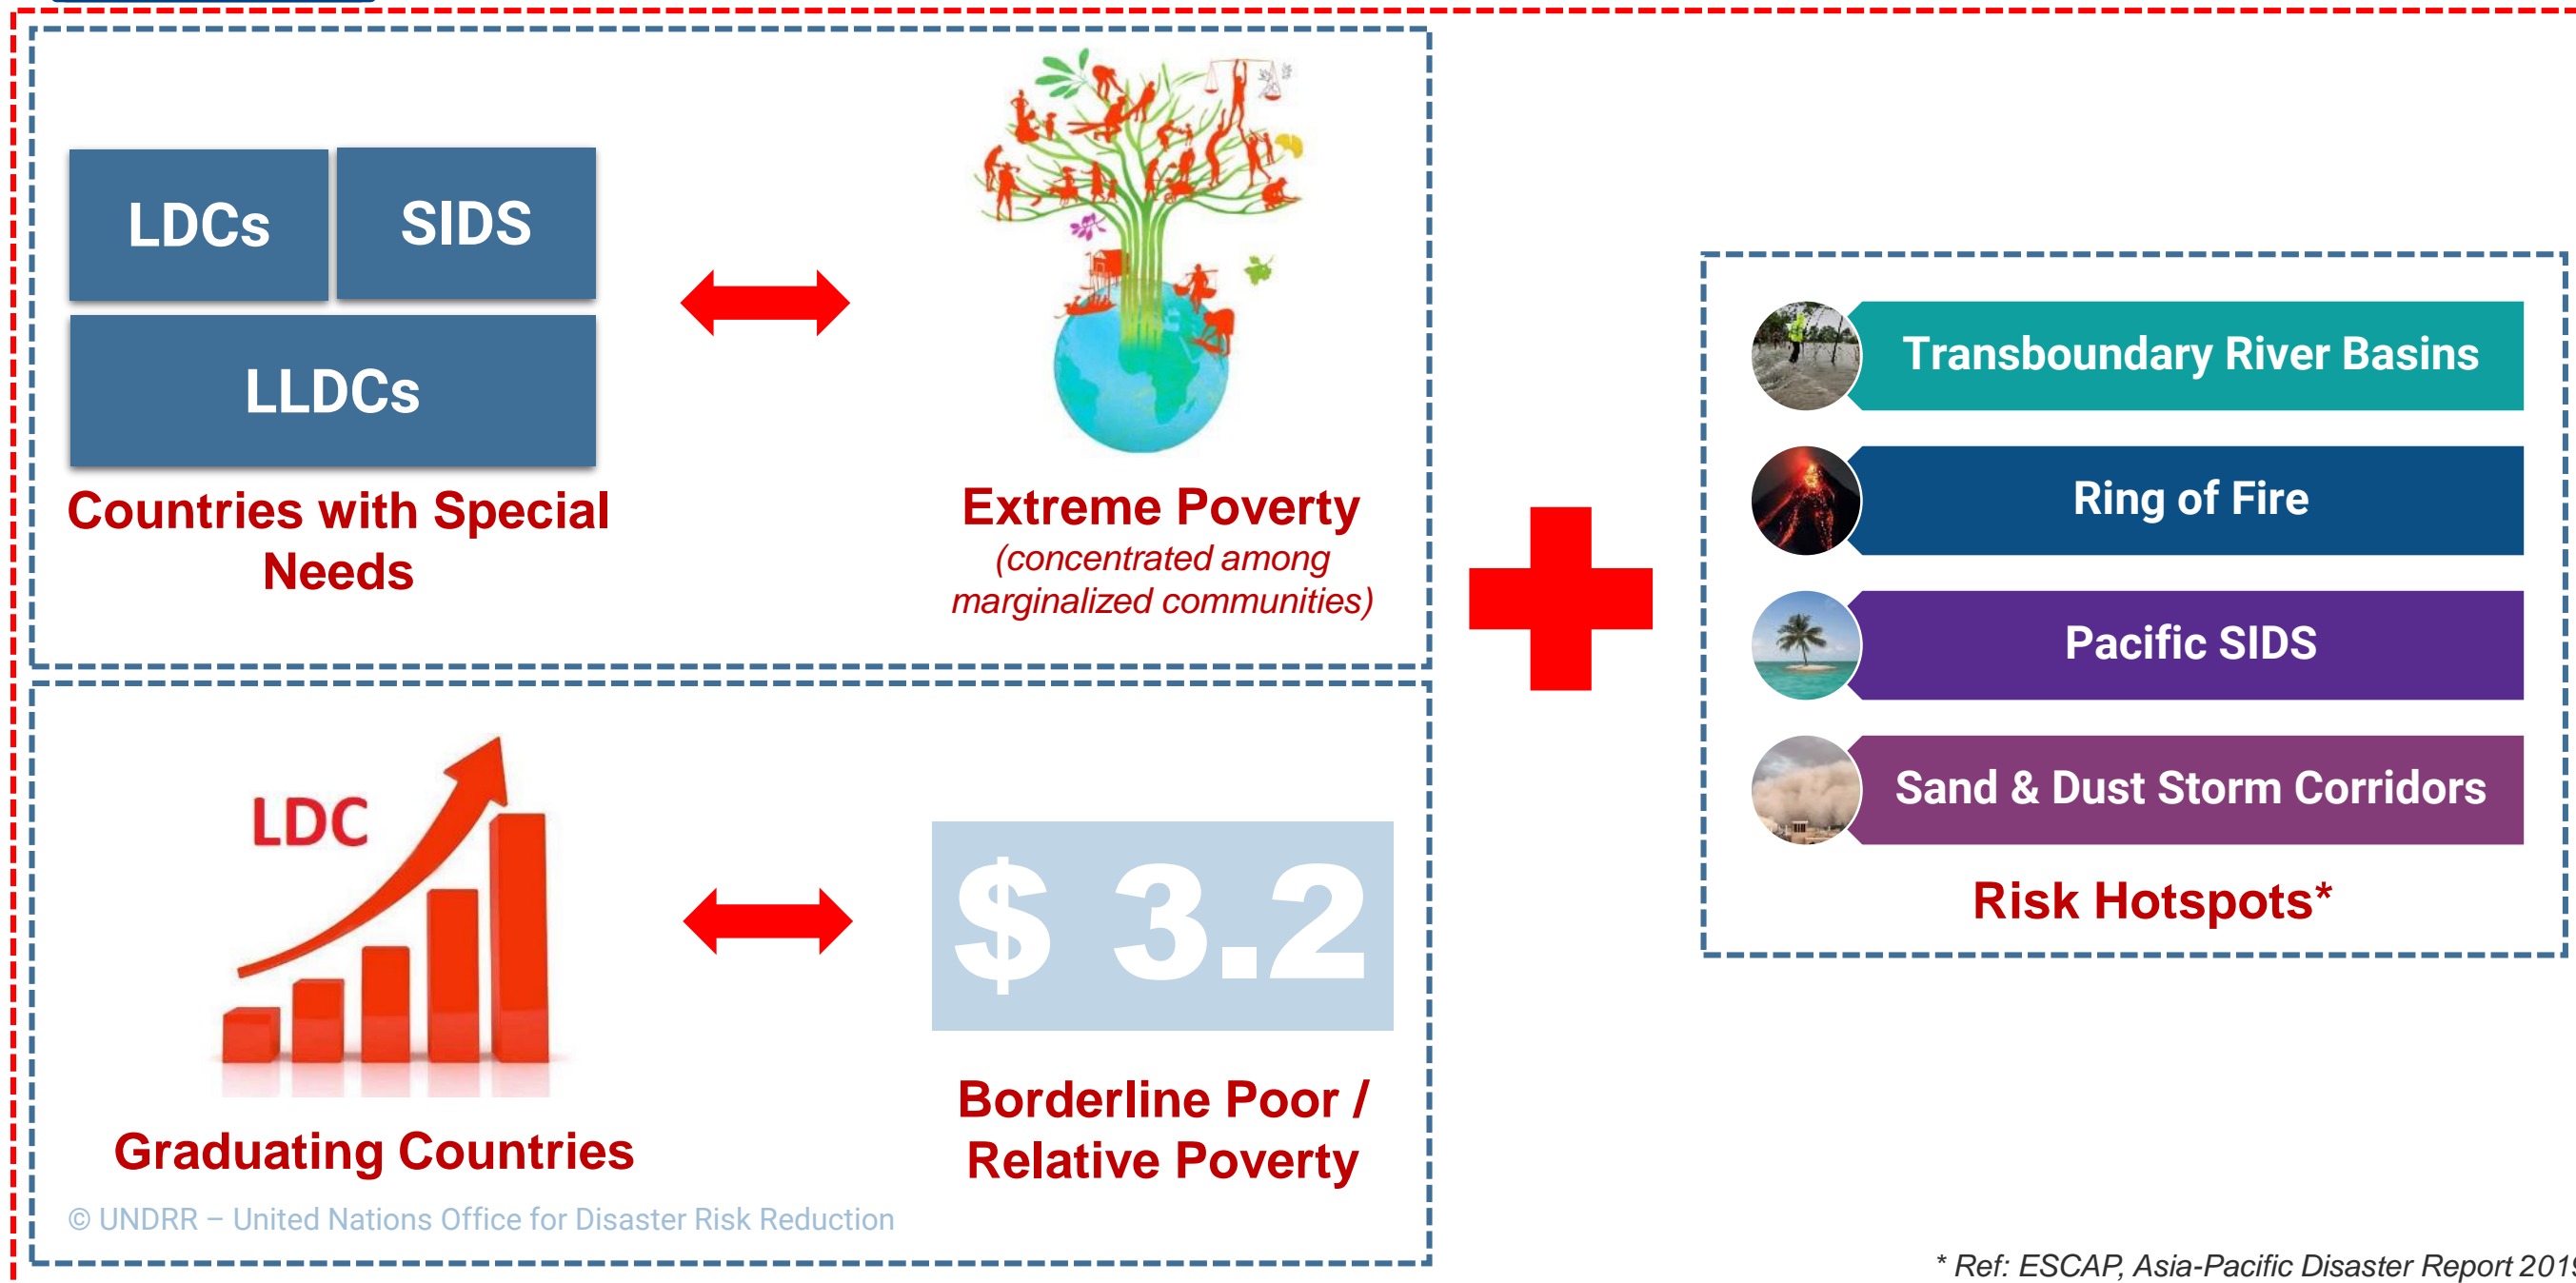 LDCs
SIDS
LLDCs
Countries with Special
Needs
Extreme Poverty
(concentrated among
marginalized communities)
LDC
Graduating Countries
$ 3.2
Borderline Poor /
Relative Poverty
© UNDRR – United Nations Office for Disaster Risk Reduction
Transboundary River Basins
Ring of Fire
Pacific SIDS
Sand & Dust Storm Corridors
Risk Hotspots*
* Ref: ESCAP, Asia-Pacific Disaster Report 2019